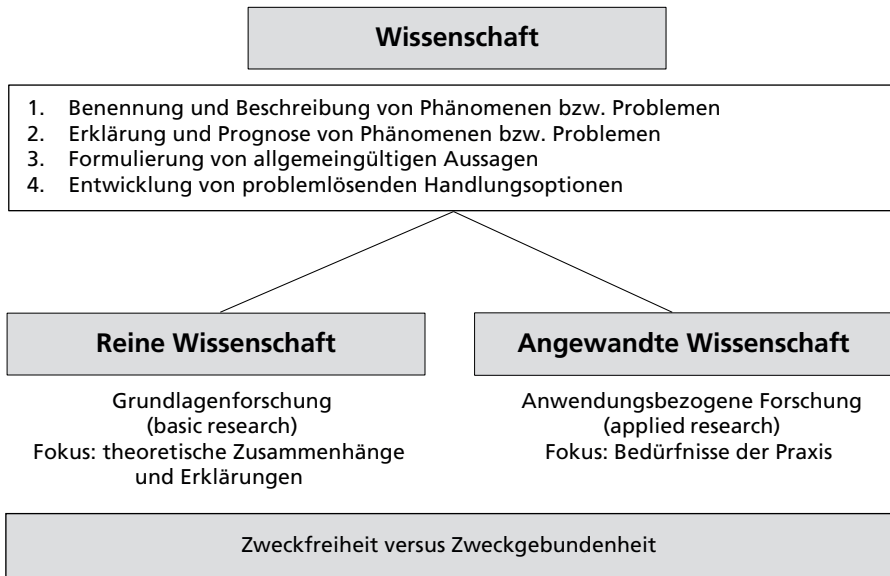 Wissenschaft
1. Benennung und Beschreibung von Phänomenen bzw. Problemen
2. Erklärung und Prognose von Phänomenen bzw. Problemen
3. Formulierung von allgemeingültigen Aussagen
4. Entwicklung von problemlösenden Handlungsoptionen
Reine Wissenschaft
Grundlagenforschung
(basic research)
Fokus: theoretische Zusammenhänge
und Erklärungen
Angewandte Wissenschaft
Anwendungsbezogene Forschung
(applied research)
Fokus: Bedürfnisse der Praxis
Zweckfreiheit versus Zweckgebundenheit